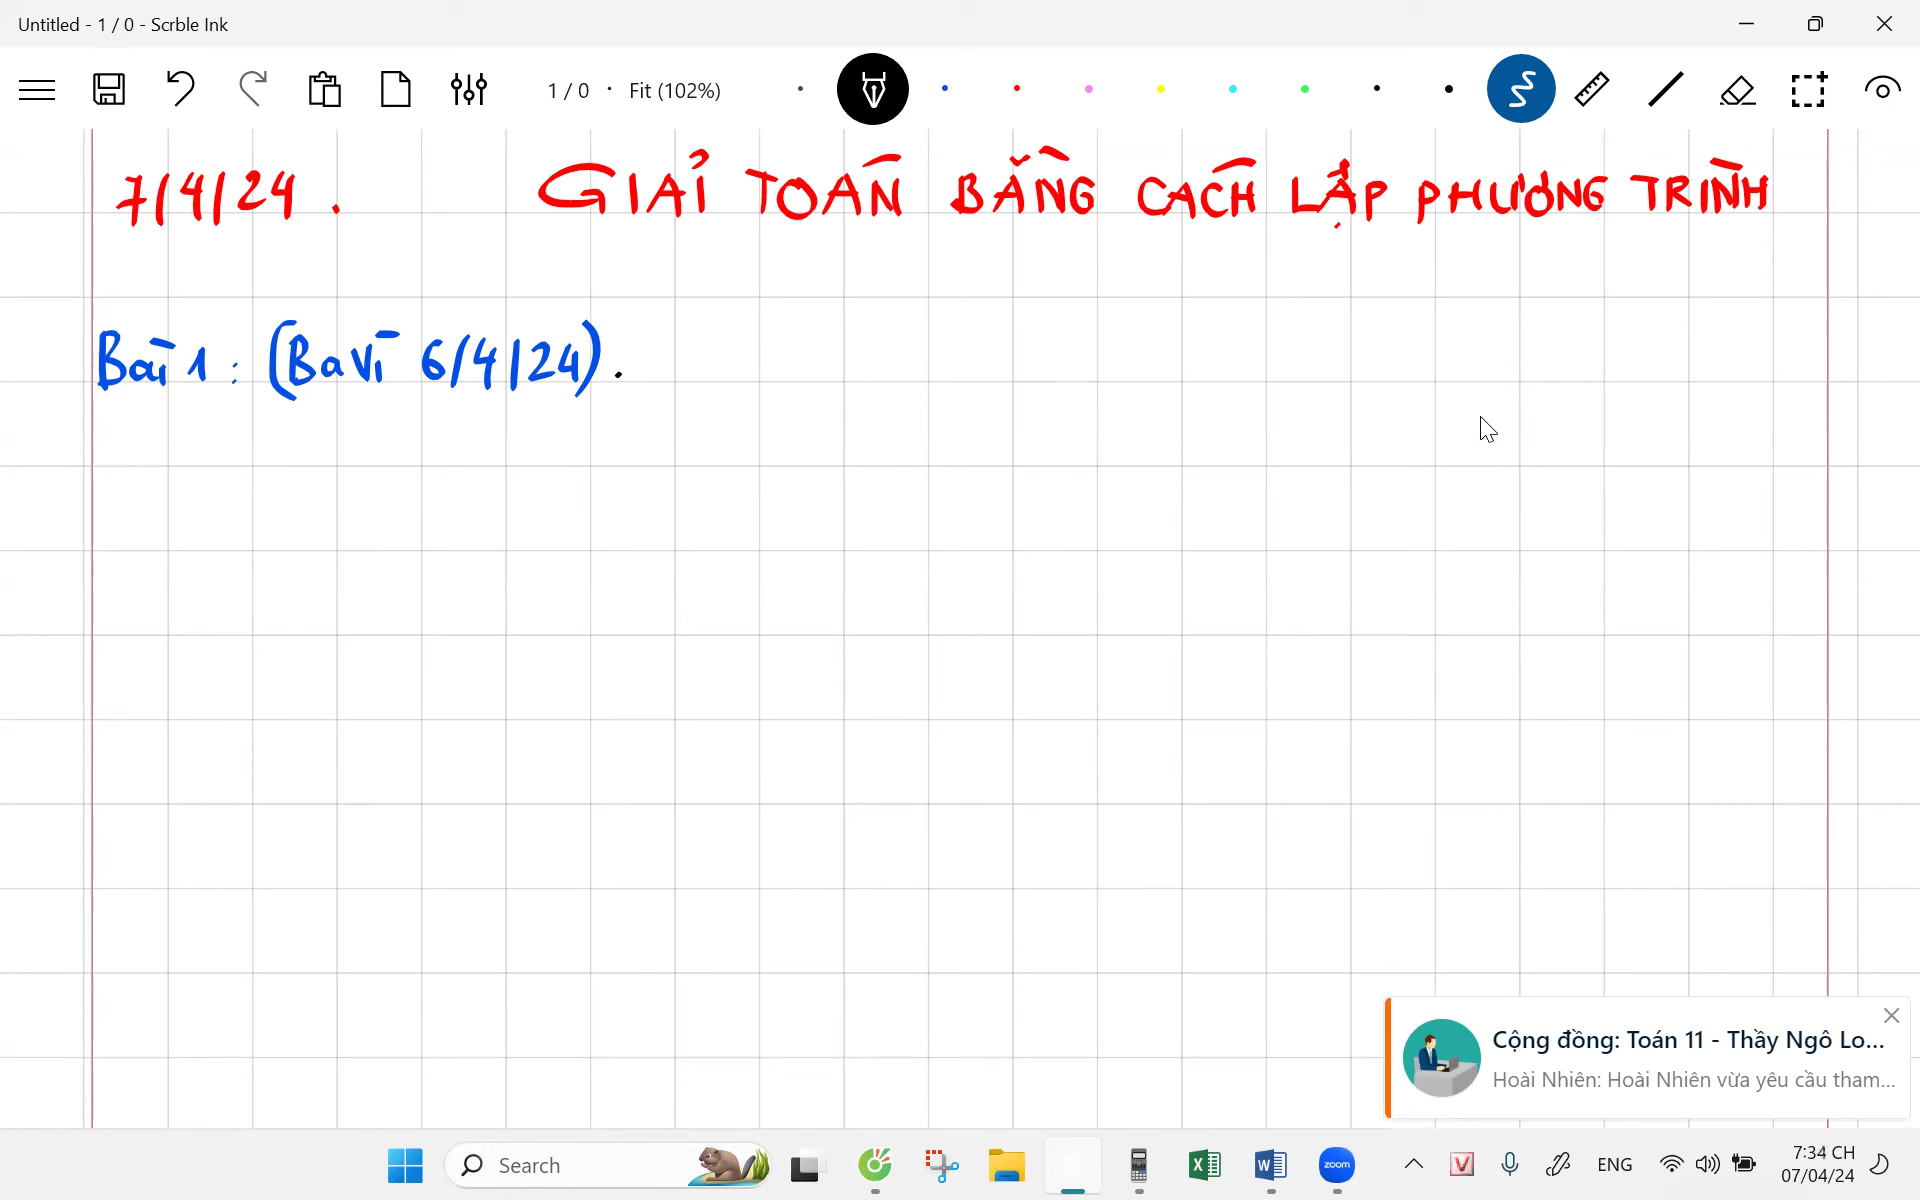 Untitled - 1 / 0 - Scrble Ink
1 / 0 · Fit (102%)
7/4/24 . GIẢI TOÁN BẰNG CÁCH LẬP PHƯƠNG TRÌNH
Bài 1 : (Ba Vì 6/4/24).
Cộng đồng: Toán 11 - Thầy Ngô Lo...
Hoài Nhiên: Hoài Nhiên vừa yêu cầu tham...
Search
zoom
ENG
7:34 CH
07/04/24